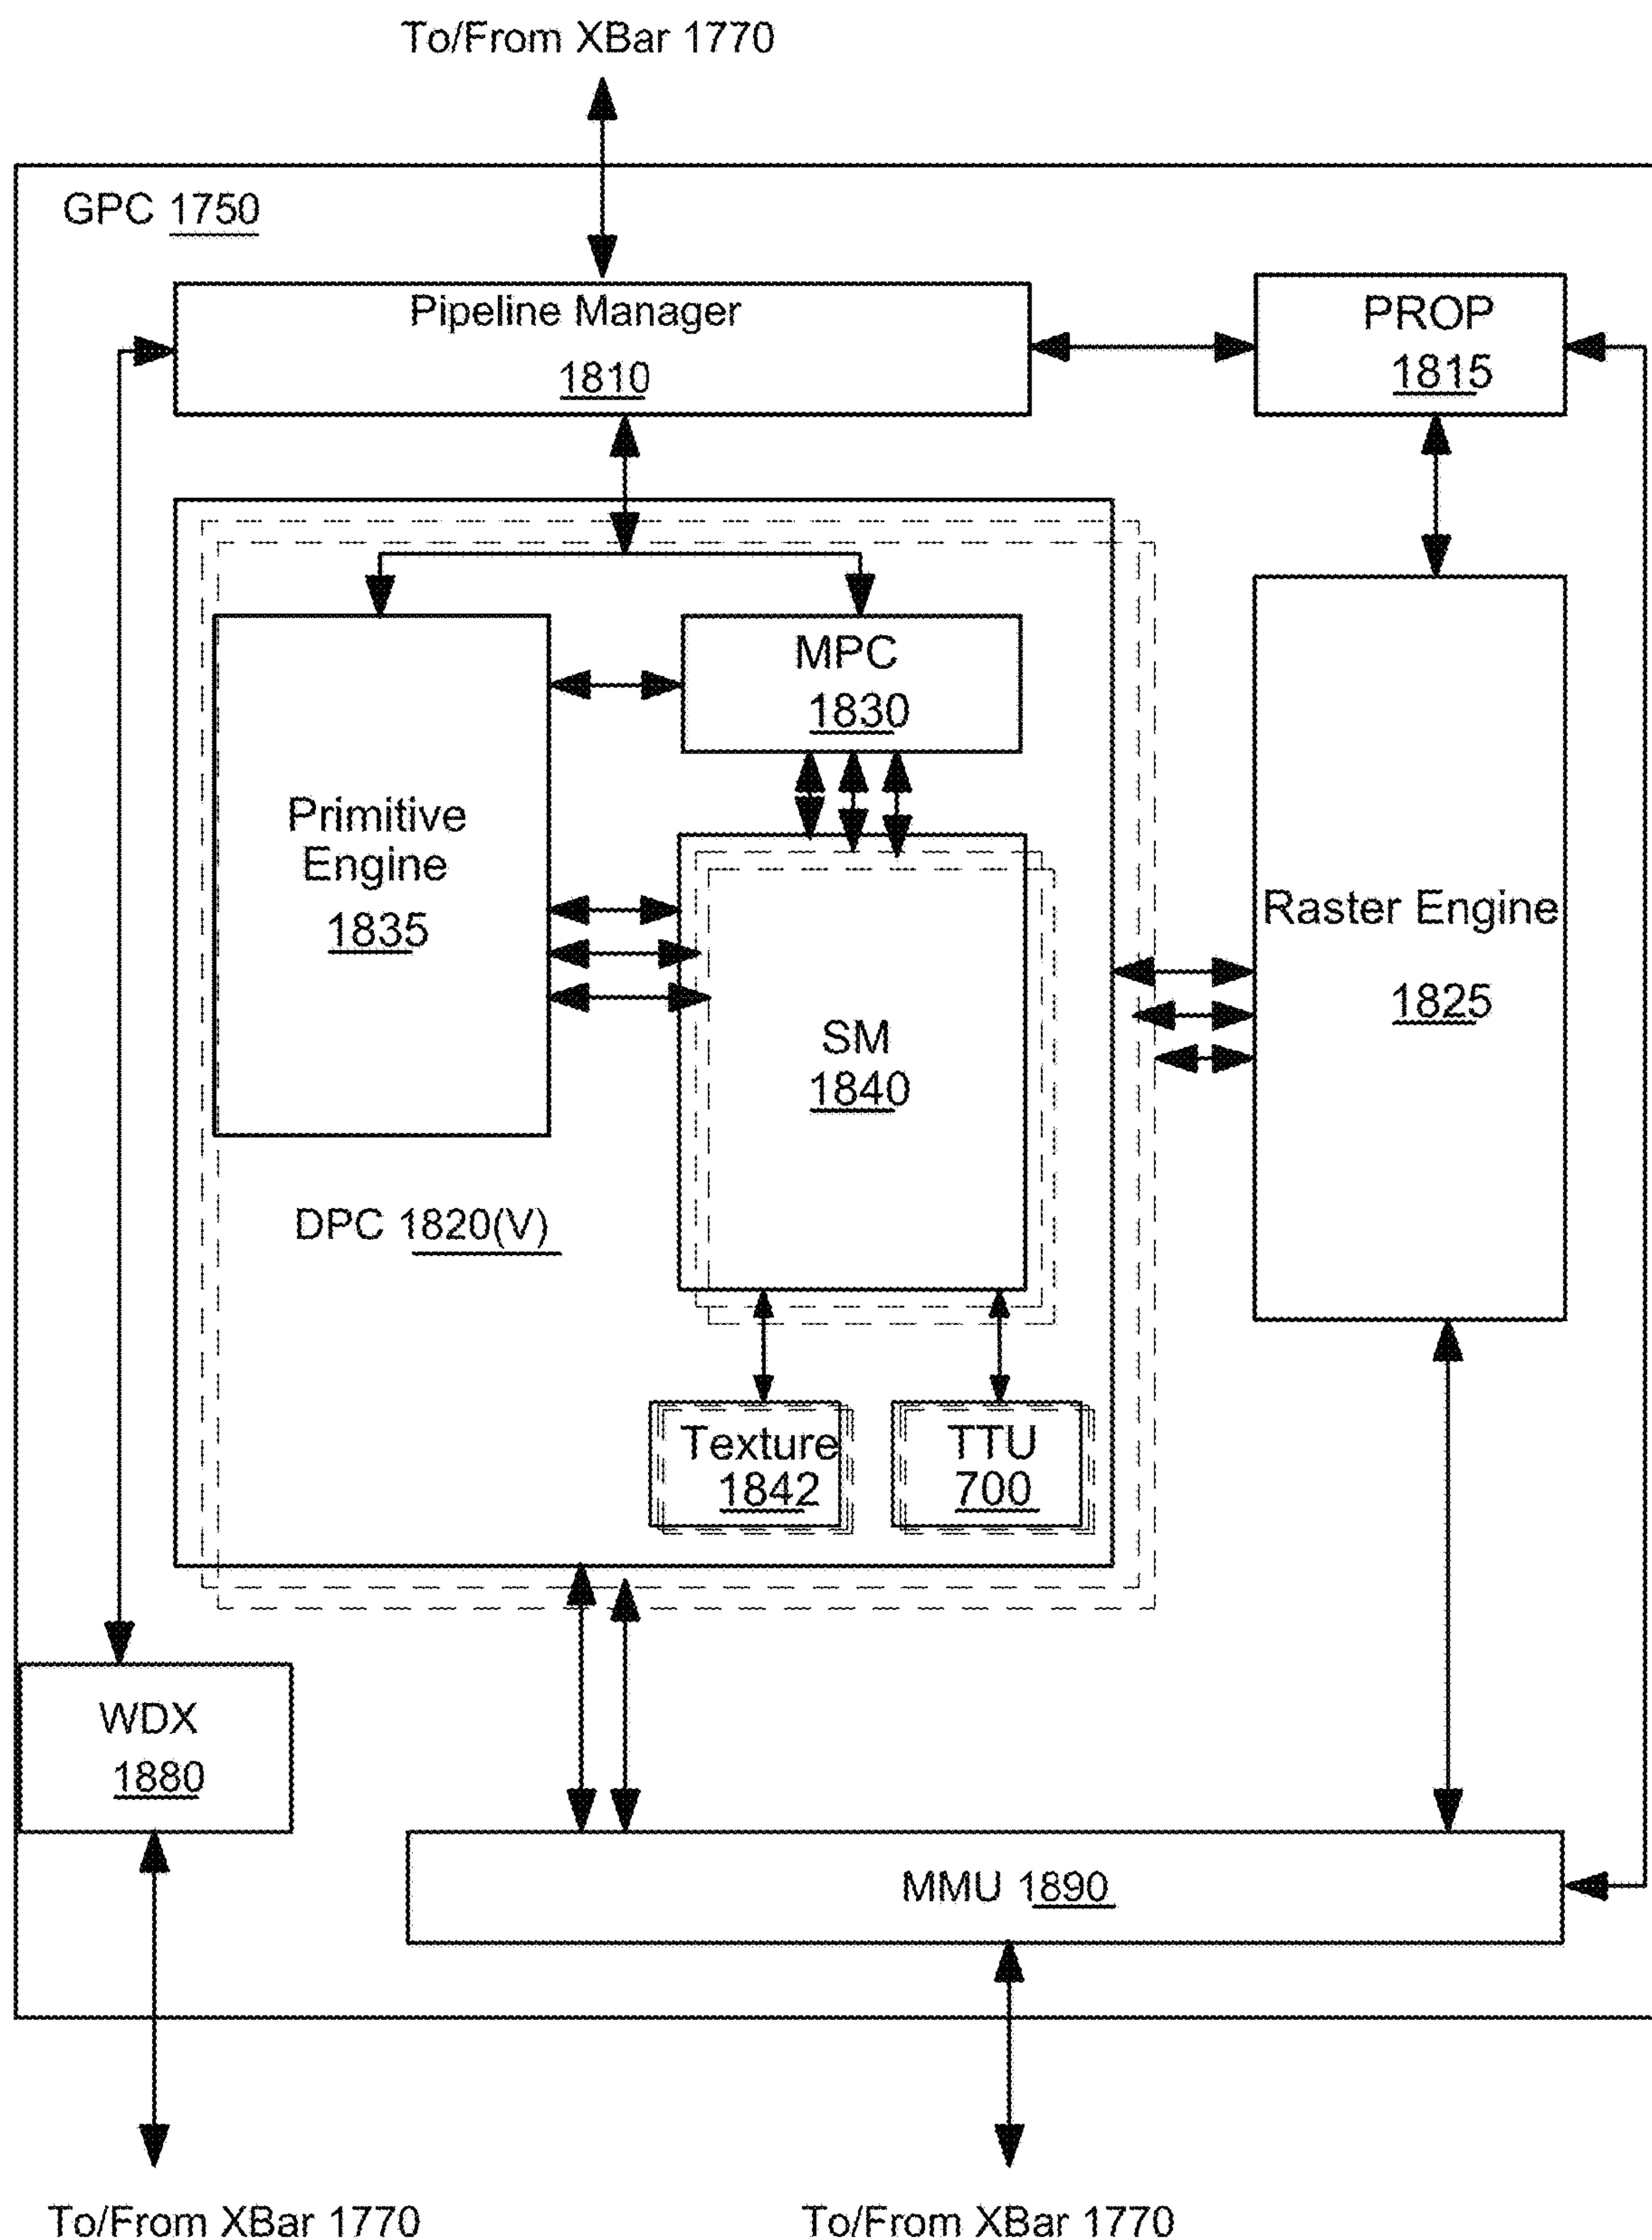 To/From XBar 1770
GPC 1750
Pipeline Manager
1810
PROP
1815
MPC
1830
Primitive
Engine
1835
Raster Engine
1825
SM
1840
DPC 1820(V)
Texture
1842
TTU
700
WDX
1880
MMU 1890
To/From XBar 1770
To/From XBar 1770